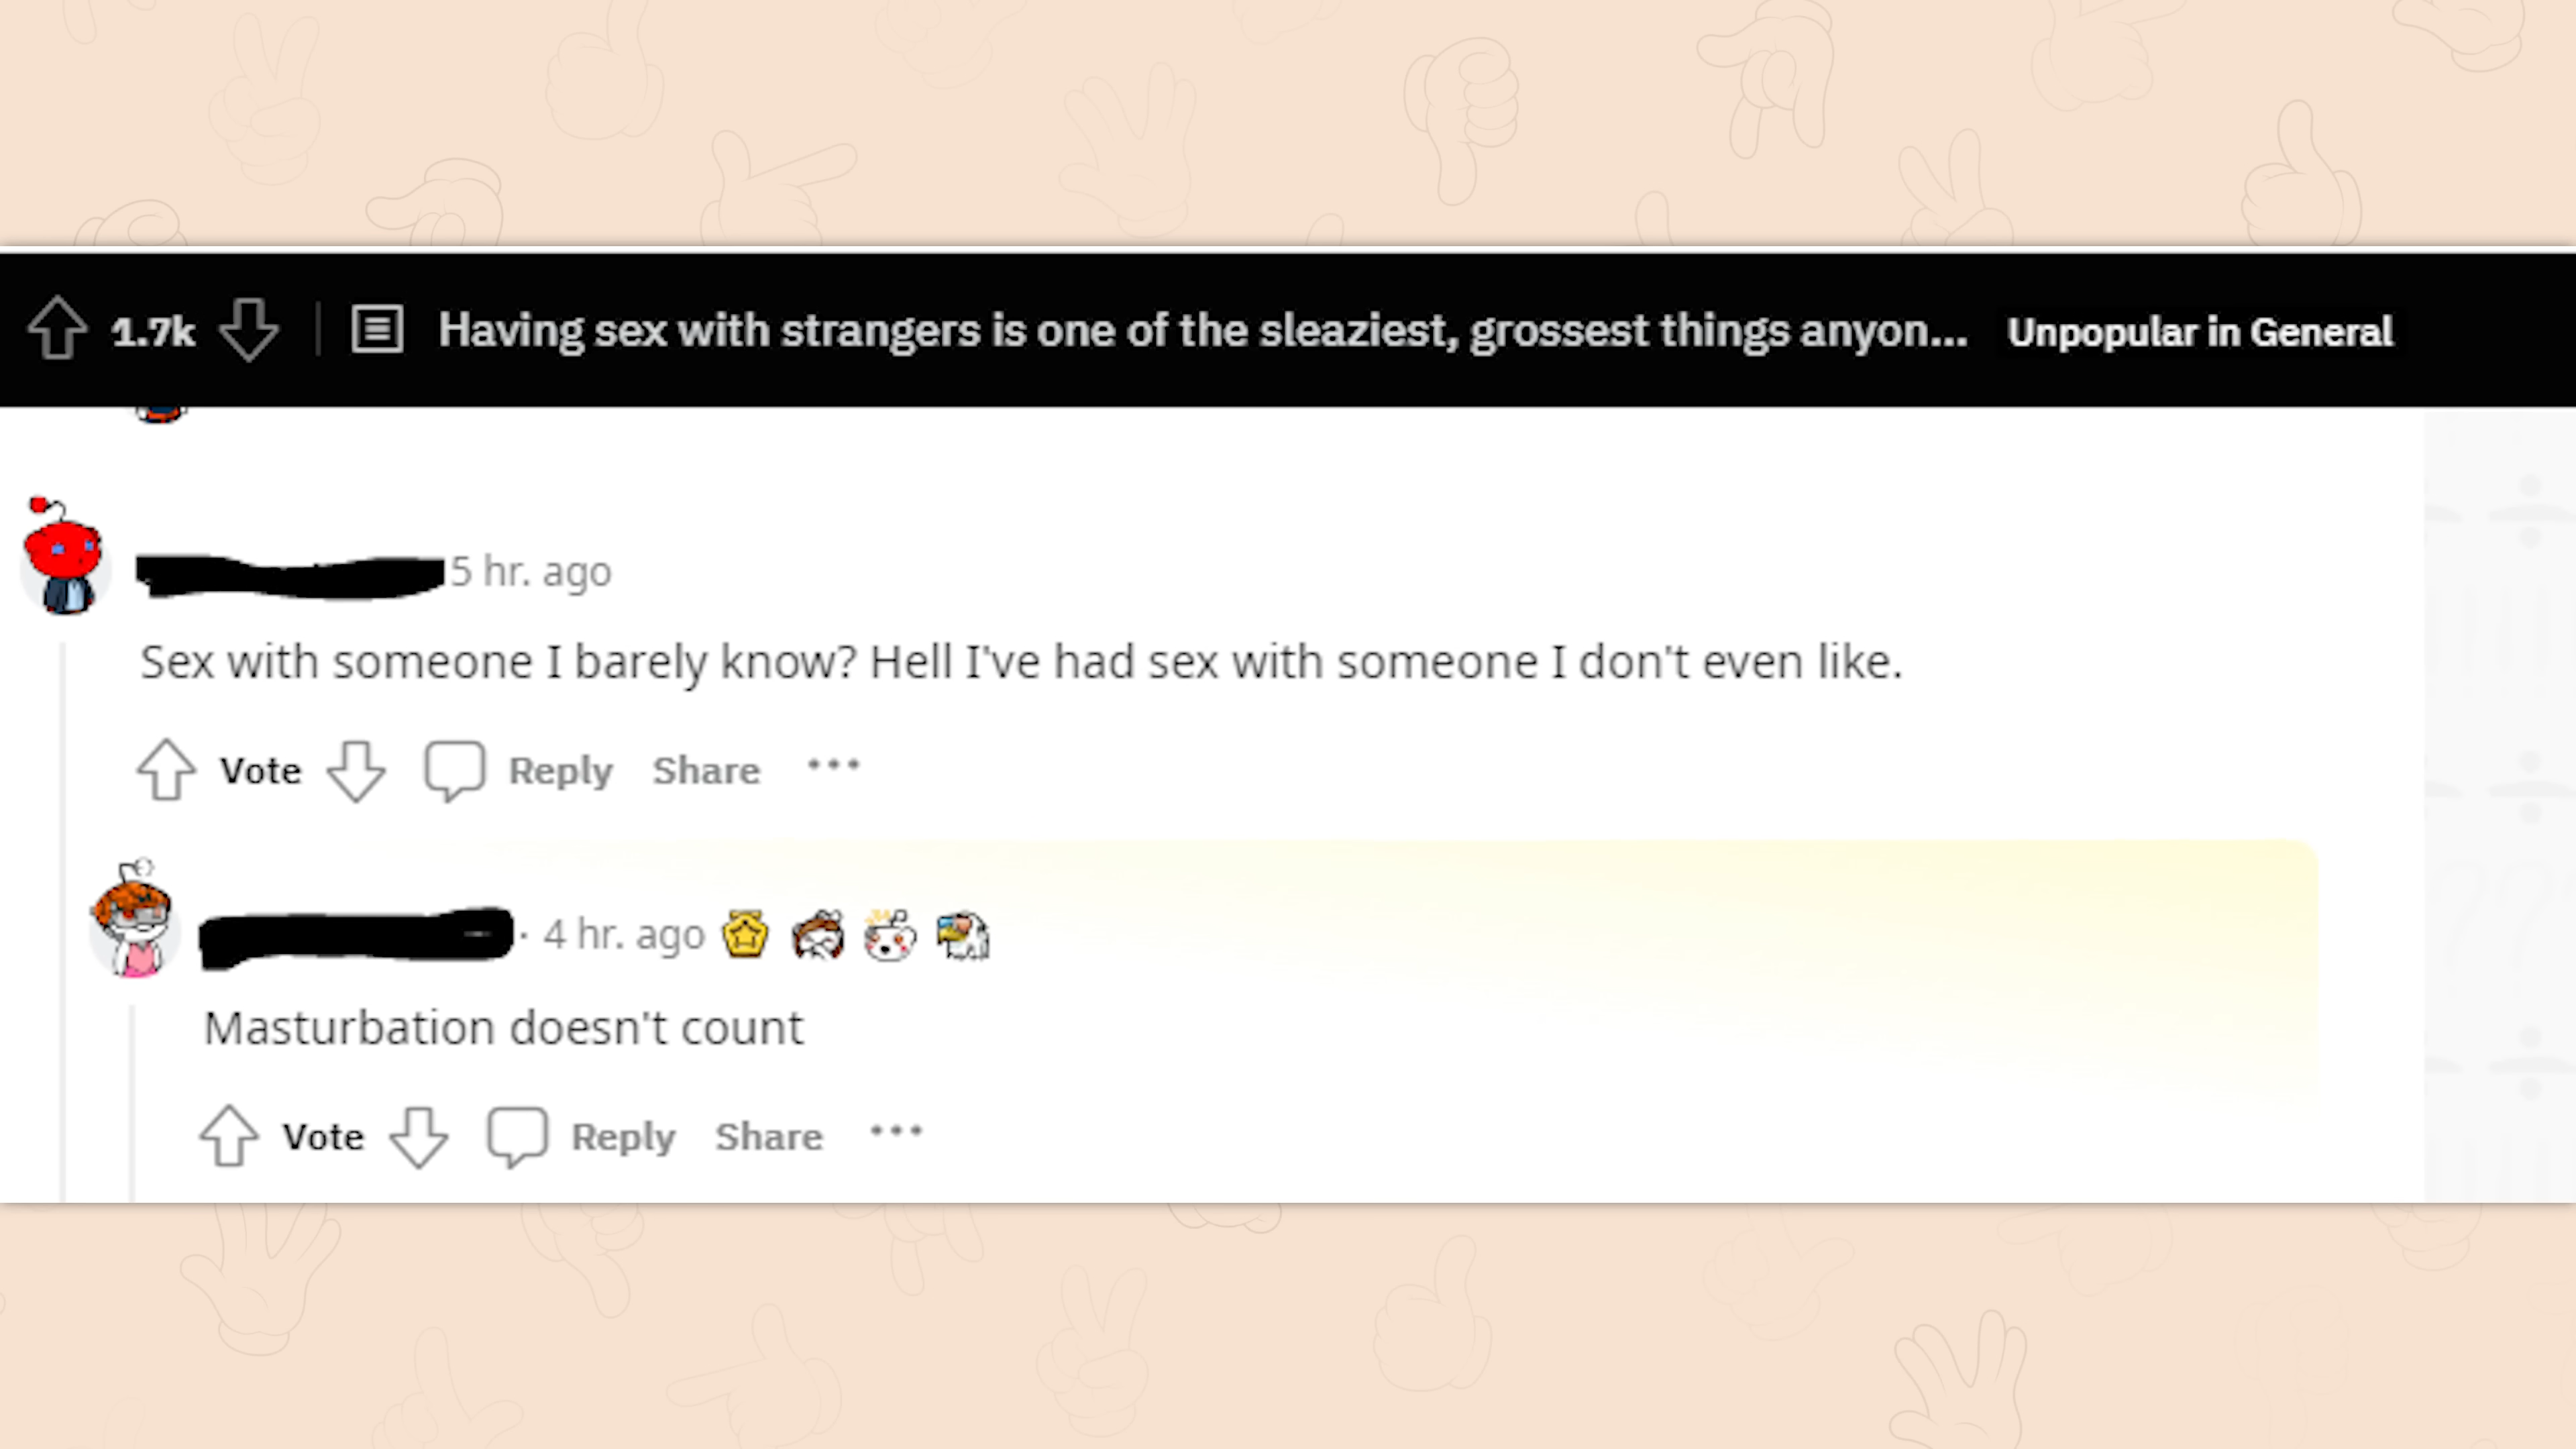 1.7k Having sex with strangers is one of the sleaziest, grossest things anyon... Unpopular in General
5 hr. ago
Sex with someone I barely know? Hell I've had sex with someone I don't even like.
Vote Reply Share ...
· 4 hr. ago
Masturbation doesn't count
Vote Reply Share ...